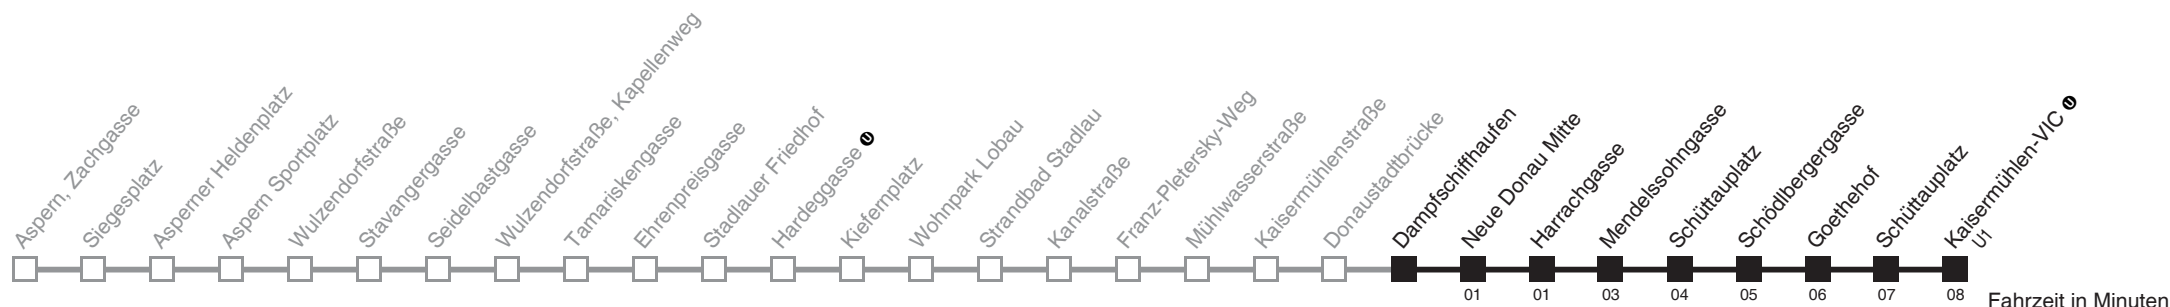 Aspern, Zachgasse
Siegesplatz
Asperner Heldenplatz
Aspern Sportplatz
Wulzendorfstraße
Stavangergasse
Seidelbastgasse
Wulzendorfstraße, Kapellenweg
Tamariskengasse
Ehrenpreisgasse
Stadlauer Friedhof
Hardeggasse U
Kiefernplatz
Wohnpark Lobau
Strandbad Stadlau
Kanalstraße
Franz-Pletersky-Weg
Mühlwasserstraße
Kaisermühlenstraße
Donaustadtbrücke
Dampfschiffhaufen
Neue Donau Mitte
Harrachgasse
Mendelssohngasse
Schüttauplatz
Schödlbergergasse
Goethehof
Schüttauplatz
Kaisermühlen-VIC U
U1
01 01 03 04 05 06 07 08
Fahrzeit in Minuten